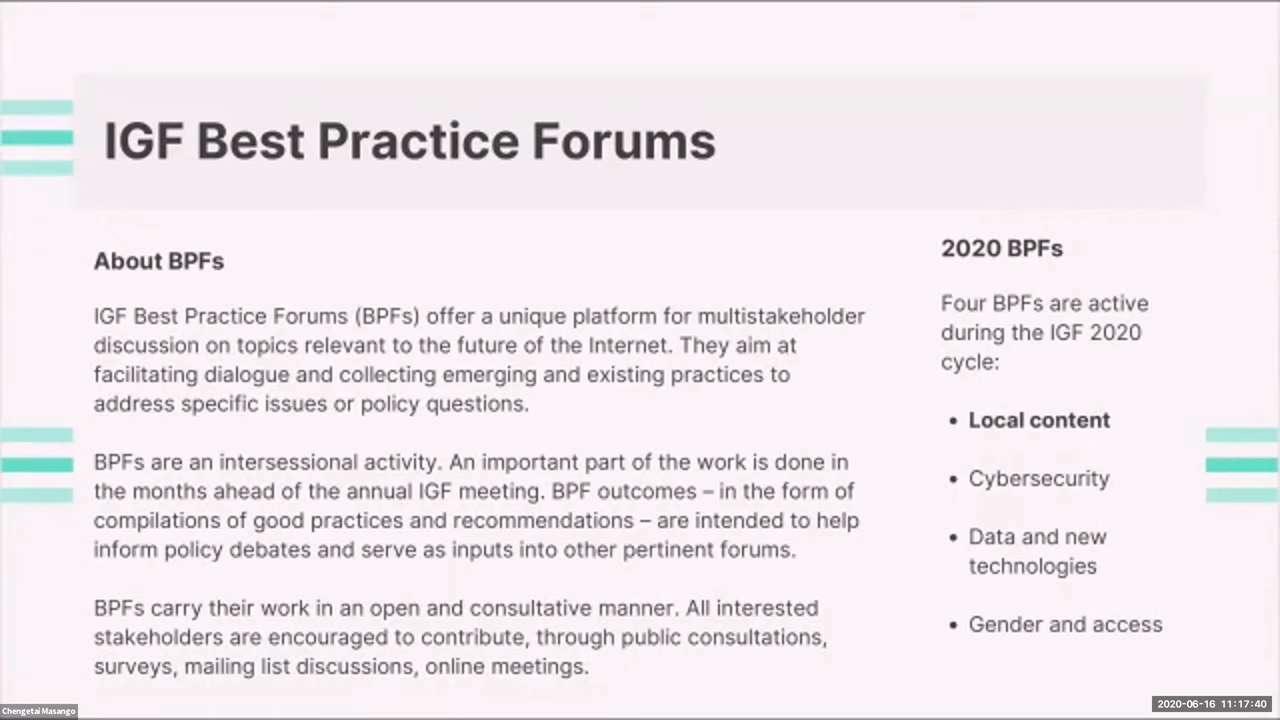 IGF Best Practice Forums
About BPFs
IGF Best Practice Forums (BPFs) offer a unique platform for multistakeholder
discussion on topics relevant to the future of the Internet. They aim at
facilitating dialogue and collecting emerging and existing practices to
address specific issues or policy questions.
BPFs are an intersessional activity. An important part of the work is done in
the months ahead of the annual IGF meeting. BPF outcomes – in the form of
compilations of good practices and recommendations – are intended to help
inform policy debates and serve as inputs into other pertinent forums.
BPFs carry their work in an open and consultative manner. All interested
stakeholders are encouraged to contribute, through public consultations,
surveys, mailing list discussions, online meetings.
2020 BPFs
Four BPFs are active
during the IGF 2020
cycle:
• Local content
• Cybersecurity
• Data and new
technologies
• Gender and access
Chengetai Masango
2020-06-16 11:17:40